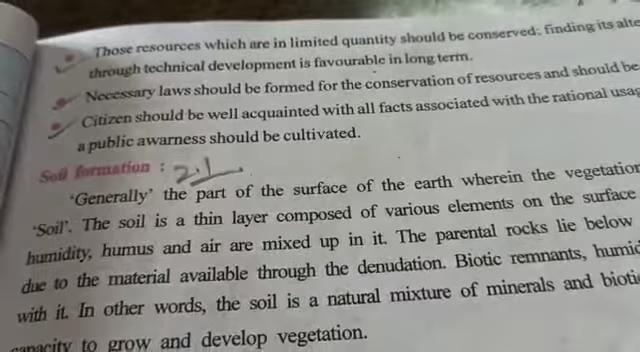 Those resources which are in limited quantity should be conserved; finding its alte
through technical development is favourable in long term.
Necessary laws should be formed for the conservation of resources and should be
Citizen should be well acquainted with all facts associated with the rational usag
a public awarness should be cultivated.
Soil formation : 2.1
'Generally' the part of the surface of the earth wherein the vegetation
'Soil'. The soil is a thin layer composed of various elements on the surface
humidity, humus and air are mixed up in it. The parental rocks lie below
due to the material available through the denudation. Biotic remnants, humid
with it. In other words, the soil is a natural mixture of minerals and bioti
capacity to grow and develop vegetation.